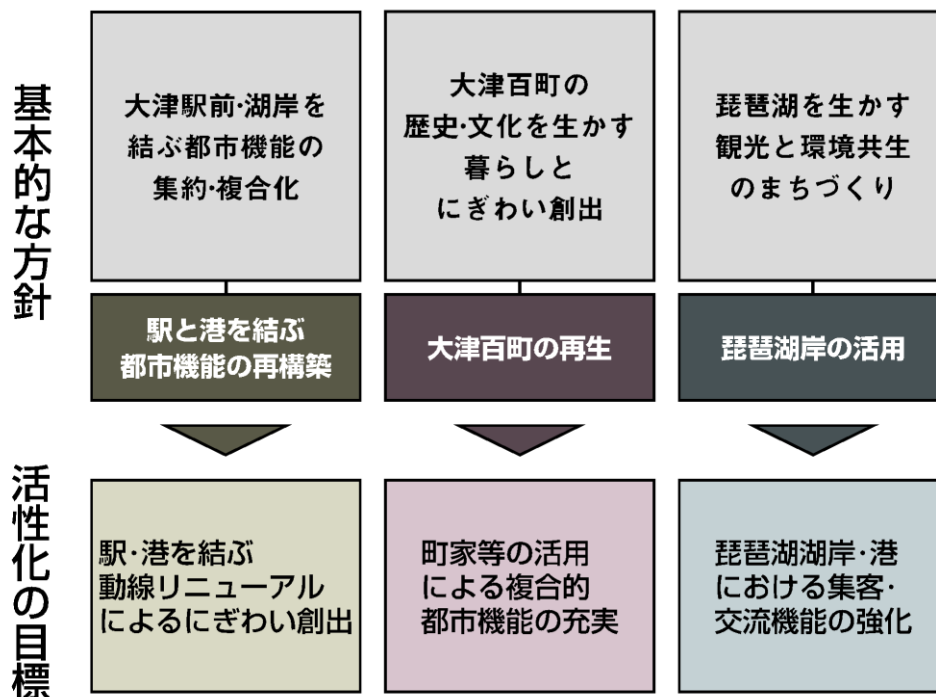 基本的な方針
大津駅前・湖岸を
結ぶ都市機能の
集約・複合化
大津百町の
歴史・文化を生かす
暮らしと
にぎわい創出
琵琶湖を生かす
観光と環境共生
のまちづくり
駅と港を結ぶ
都市機能の再構築
大津百町の再生
琵琶湖岸の活用
活性化の目標
駅・港を結ぶ
動線リニューアル
によるにぎわい創出
町家等の活用
による複合的
都市機能の充実
琵琶湖湖岸・港
における集客・
交流機能の強化